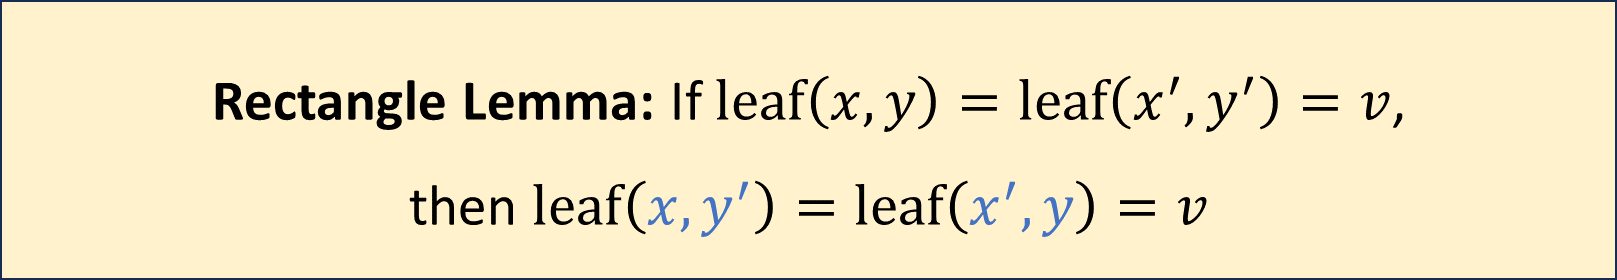 Rectangle Lemma: If leaf(x, y) = leaf(x′, y′) = v,
then leaf(x, y′) = leaf(x′, y) = v